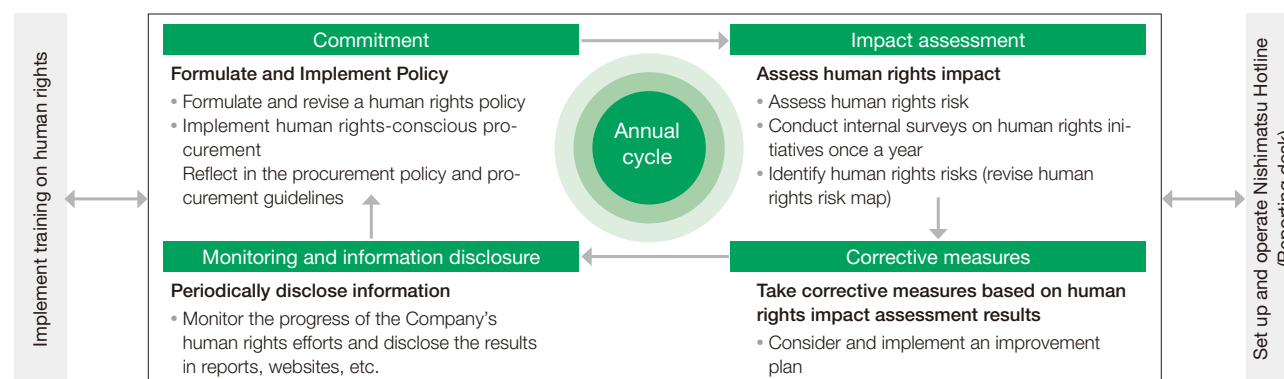 Implement training on human rights
Commitment
Formulate and Implement Policy
• Formulate and revise a human rights policy
• Implement human rights-conscious pro-
curement
Reflect in the procurement policy and pro-
curement guidelines
Annual
cycle
Impact assessment
Assess human rights impact
• Assess human rights risk
• Conduct internal surveys on human rights ini-
tiatives once a year
• Identify human rights risks (revise human
rights risk map)
Monitoring and information disclosure
Periodically disclose information
• Monitor the progress of the Company's
human rights efforts and disclose the results
in reports, websites, etc.
Corrective measures
Take corrective measures based on human
rights impact assessment results
• Consider and implement an improvement
plan
Set up and operate Nishimatsu Hotline
(Reporting desk)